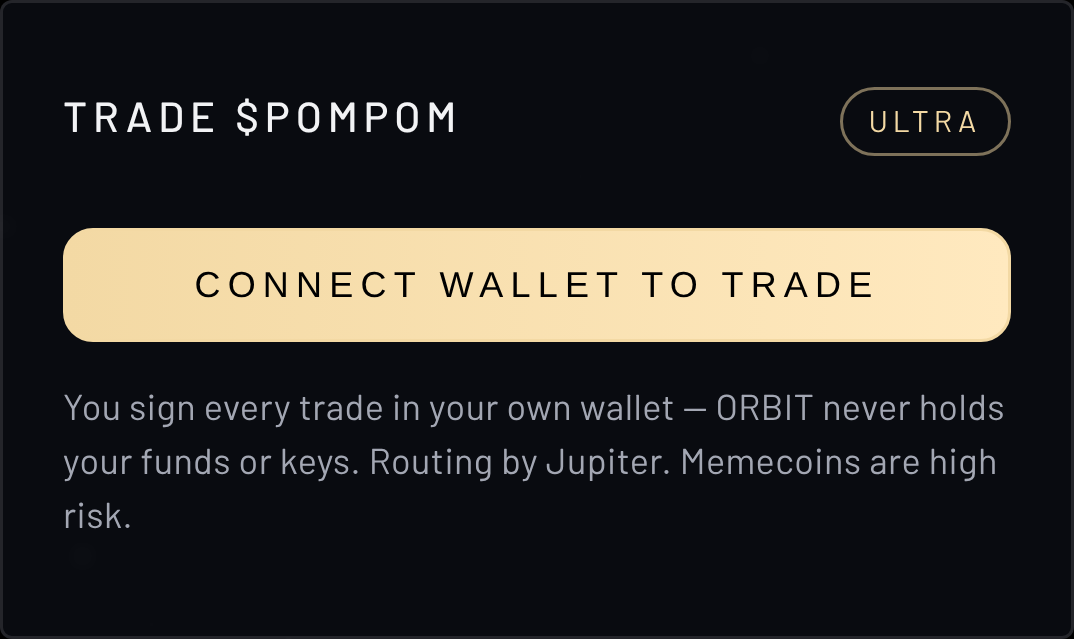 TRADE $POMPOM
ULTRA
CONNECT WALLET TO TRADE
You sign every trade in your own wallet — ORBIT never holds
your funds or keys. Routing by Jupiter. Memecoins are high
risk.